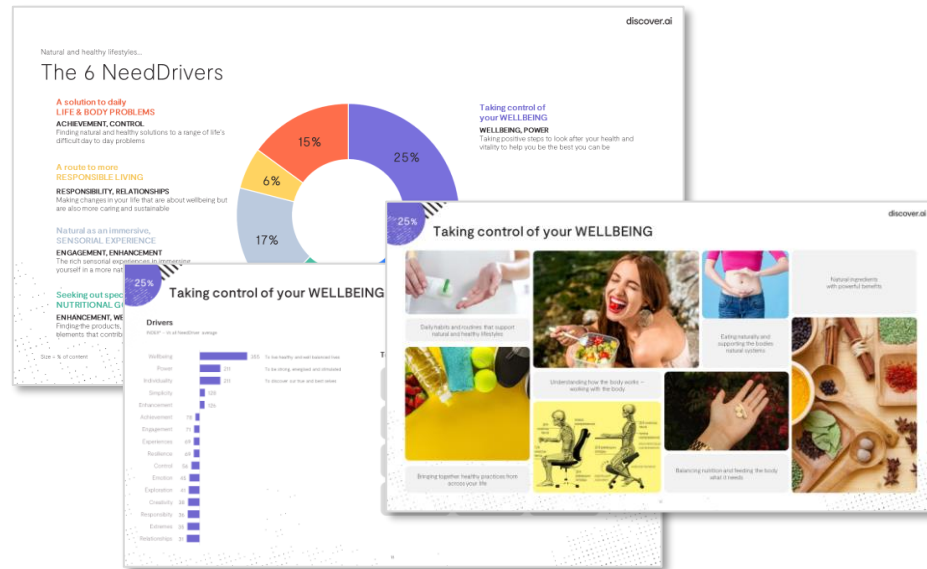 discover.ai
Natural and healthy lifestyles...
The 6 NeedDrivers
A solution to daily
LIFE & BODY PROBLEMS
ACHIEVEMENT, CONTROL
Finding natural and healthy solutions to a range of life's
difficult day to day problems
A route to more
RESPONSIBLE LIVING
RESPONSIBILITY, RELATIONSHIPS
Making changes in your life that are about wellbeing but
are also more caring and sustainable
Natural as an immersive,
SENSORIAL EXPERIENCE
ENGAGEMENT, ENHANCEMENT
The rich sensorial experiences in immersing
yourself in a more
Seeking out
NUTRITIONAL
ENHANCEMENT,
Finding the products,
elements that
Size = % of content
15%
25%
6%
17%
Taking control of
your WELLBEING
WELLBEING, POWER
Taking positive steps to look after your health and
vitality to help you be the best you can be
25%
Taking control of your WELLBEING
Drivers
Wellbeing
To be healthy and well balanced
Power 211 To be strong, energised and stimulated
Individuality 211 To discover our true and best selves
Simplicity
Enhancement
Achievement
Engagement 71
Experiences
Resilience
Control
Emotion
Exploration
Creativity
Responsibility
Extremes
Relationships
25%
discover.ai
Taking control of your WELLBEING
Daily habits and routines that support
natural and healthy lifestyles
Bringing together healthy practices from
across your life
Understanding how the body works –
working with the body
Eating naturally and
supporting the bodies
natural systems
Balancing nutrition and feeding the body
what it needs
Natural ingredients
with powerful benefits